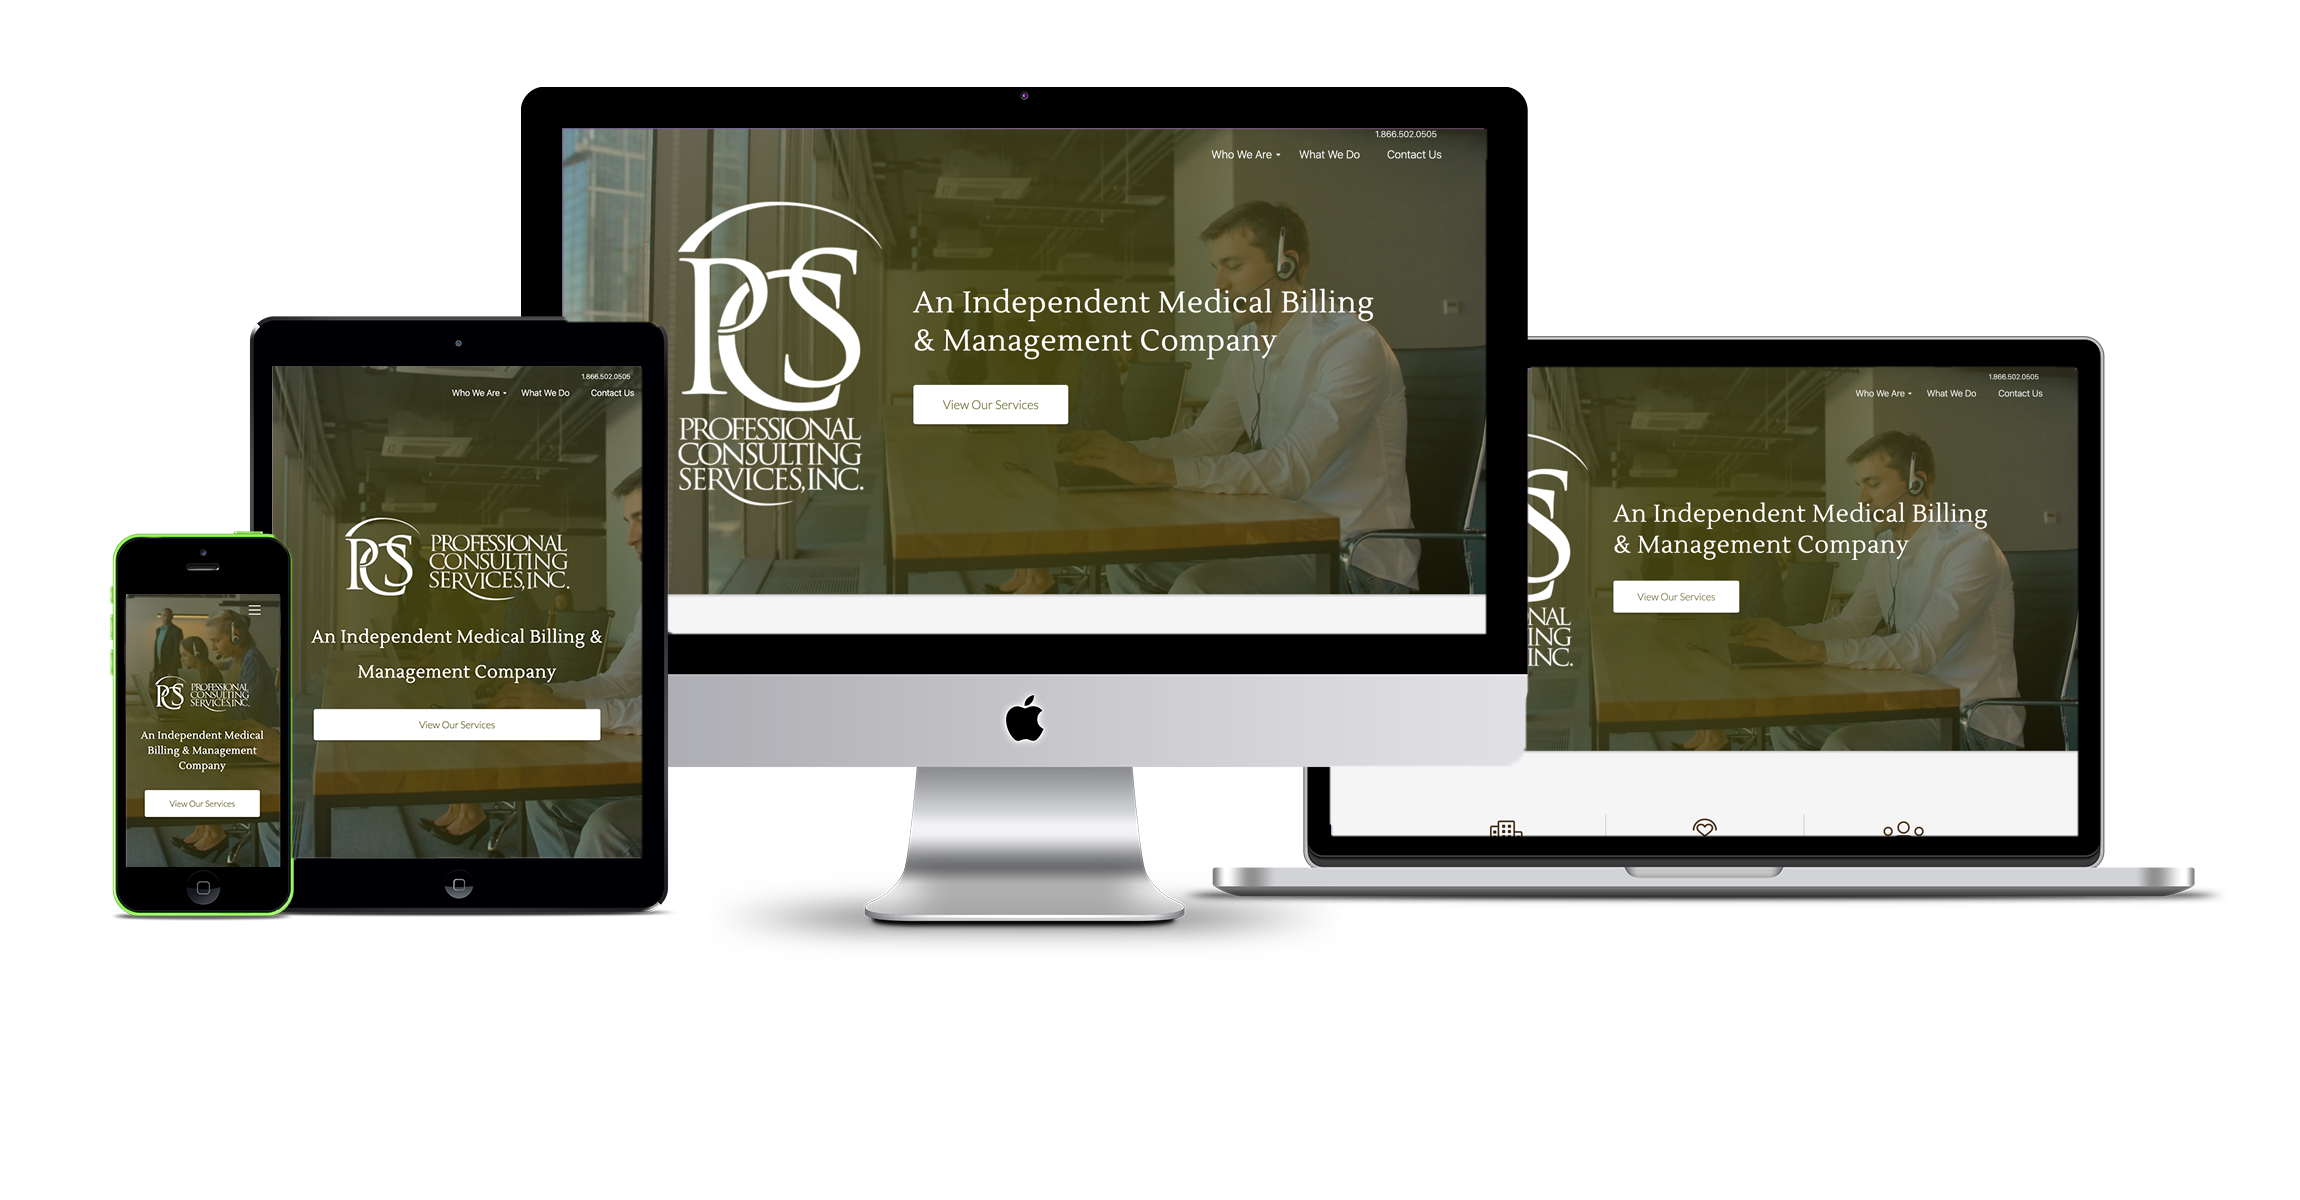 1.866.502.0505
Who We Are
What We Do
Contact Us
PCS
PROFESSIONAL
CONSULTING
SERVICES, INC.
An Independent Medical Billing
& Management Company
View Our Services
1.866.502.0505
Who We Are
What We Do
Contact Us
PCS
PROFESSIONAL
CONSULTING
SERVICES, INC.
An Independent Medical Billing &
Management Company
View Our Services
PCS
PROFESSIONAL
CONSULTING
SERVICES, INC.
An Independent Medical
Billing & Management
Company
View Our Services
1.866.502.0505
Who We Are
What We Do
Contact Us
S
NAL
ING
INC.
An Independent Medical Billing
& Management Company
View Our Services